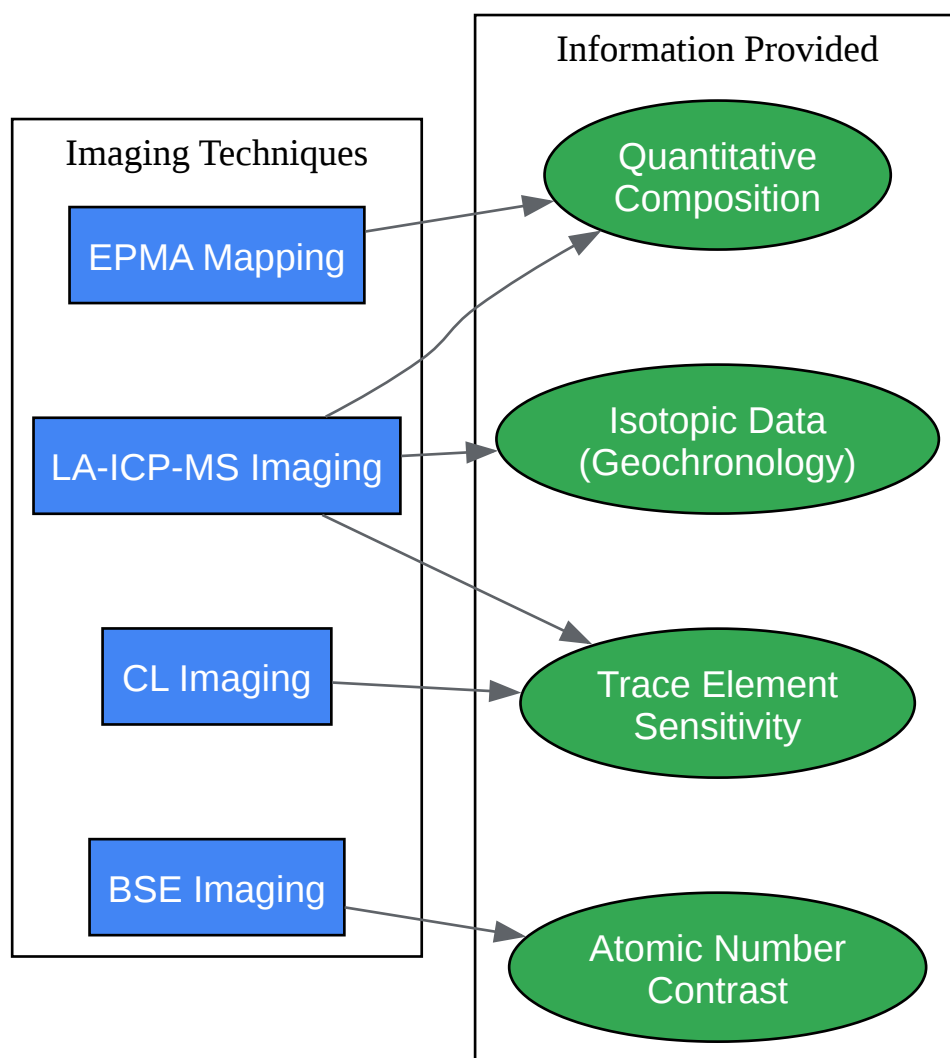 Imaging Techniques
EPMA Mapping
LA-ICP-MS Imaging
CL Imaging
BSE Imaging
Information Provided
Quantitative
Composition
Isotopic Data
(Geochronology)
Trace Element
Sensitivity
Atomic Number
Contrast